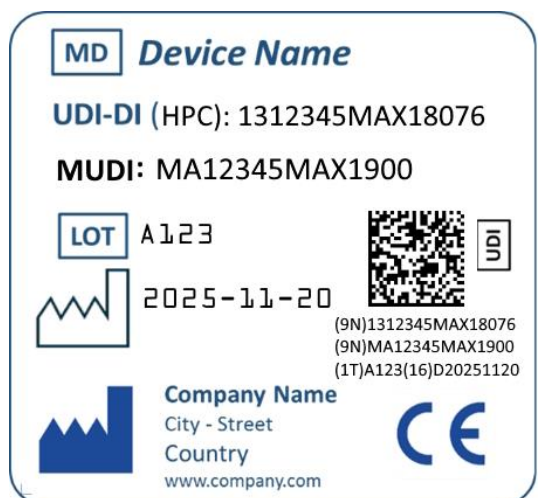 MD Device Name
UDI-DI (HPC): 1312345MAX18076
MUDI: MA12345MAX1900
LOT A123
UDI
2025-11-20
(9N)1312345MAX18076
(9N)MA12345MAX1900
(1T)A123(16)D20251120
Company Name
City - Street
Country
www.company.com
CE